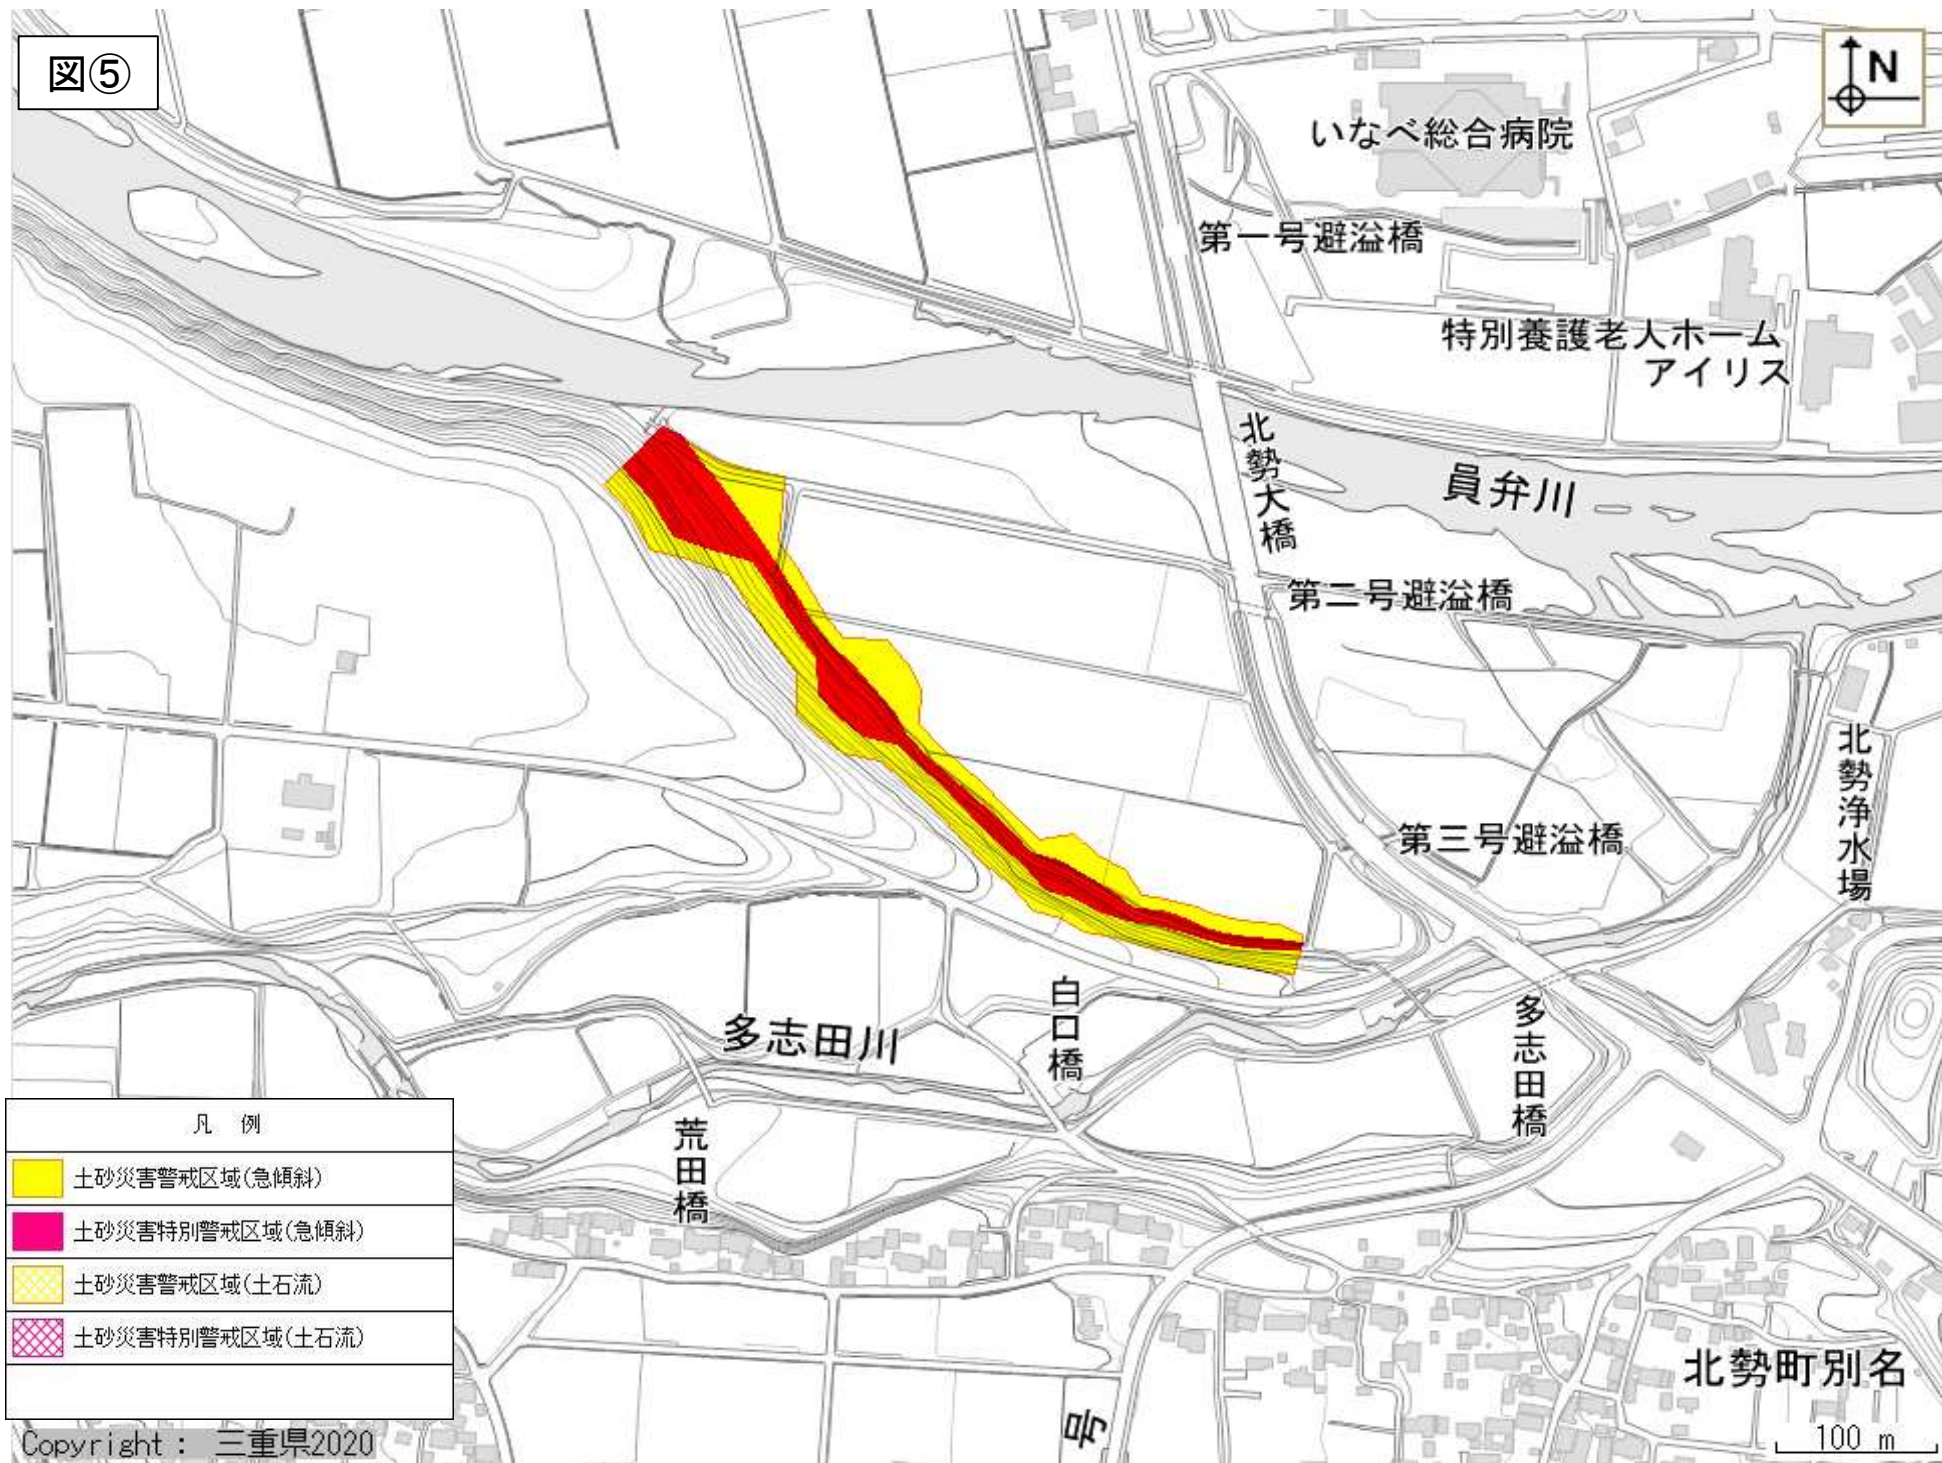 図⑤
N
いなべ総合病院
第一号避溢橋
特別養護老人ホーム
アイリス
北勢大橋
員弁川
第二号避溢橋
北勢浄水場
第三号避溢橋
白口橋
多志田川
多志田橋
荒田橋
凡 例
土砂災害警戒区域(急傾斜)
土砂災害特別警戒区域(急傾斜)
土砂災害警戒区域(土石流)
土砂災害特別警戒区域(土石流)
北勢町別名
号
Copyright : 三重県2020
100 m